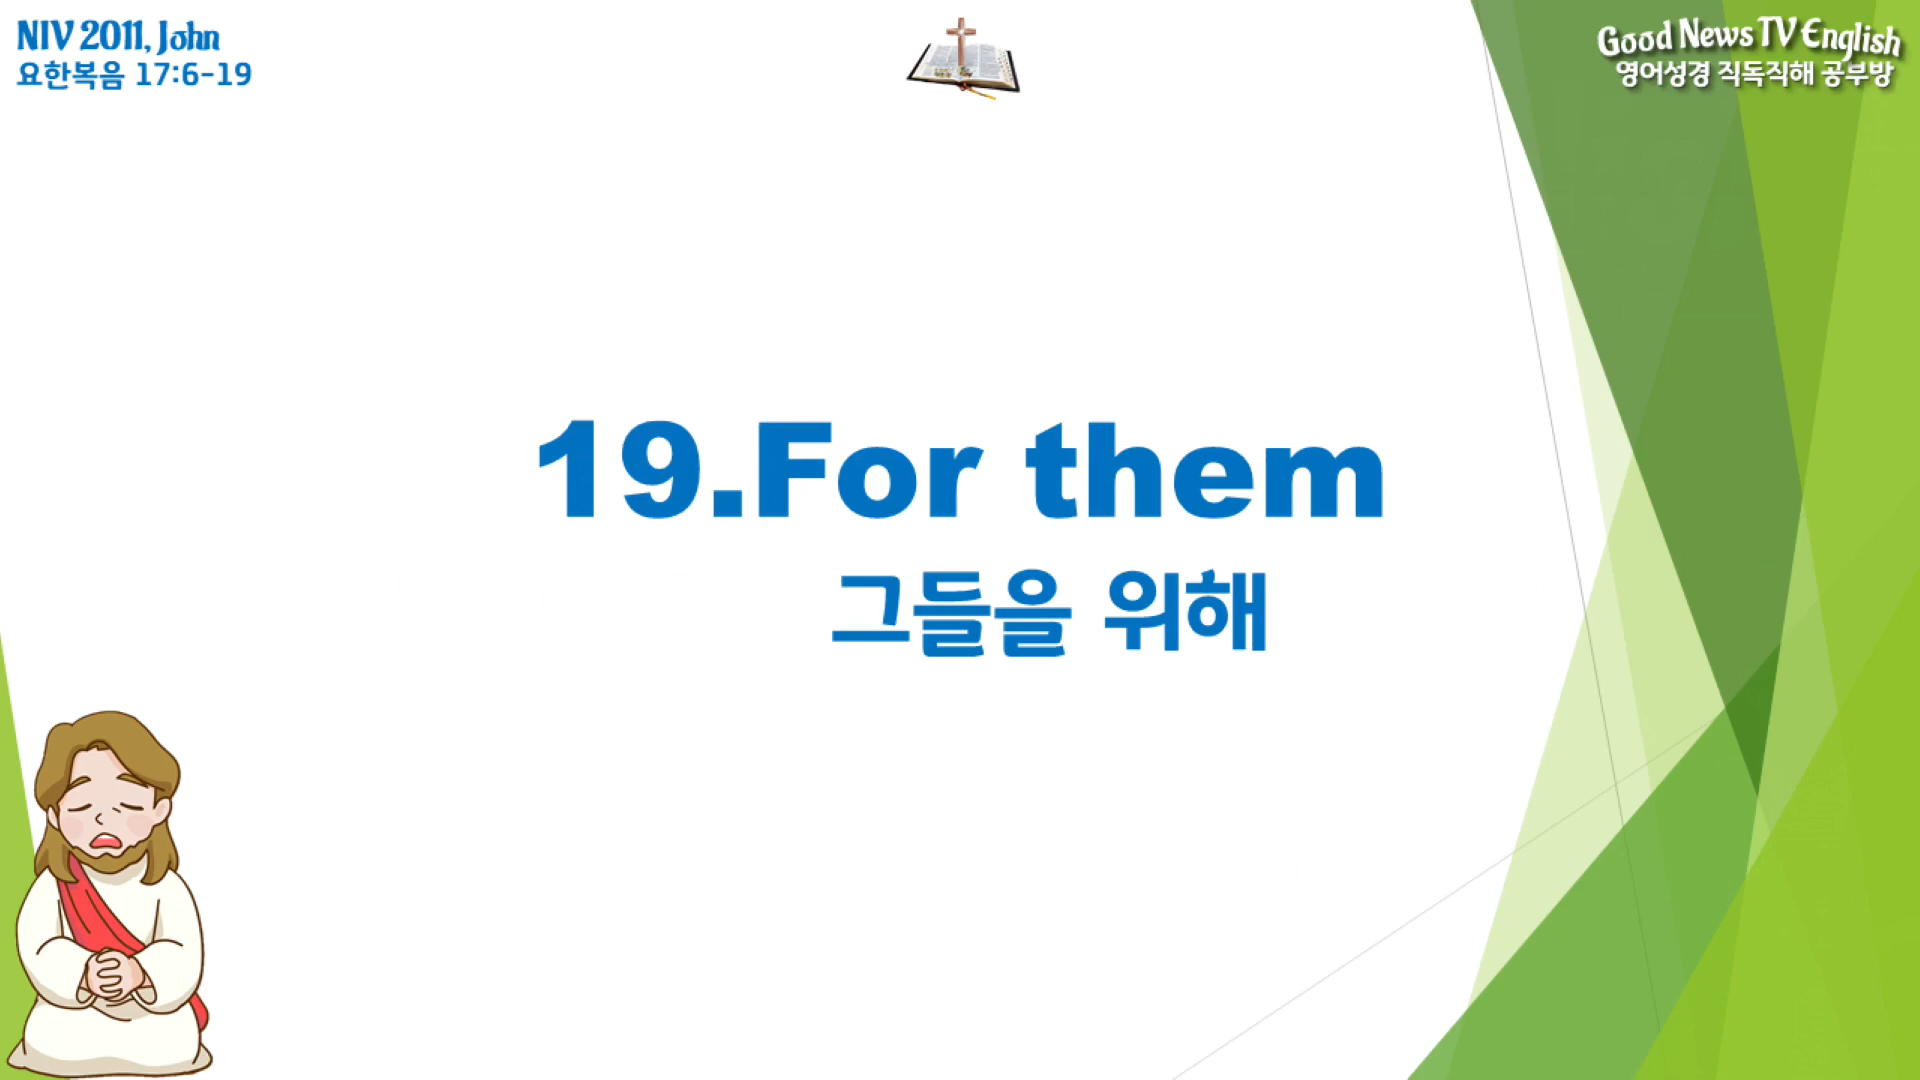 NIV 2011, John
요한복음 17:6-19
Good News TV English
영어성경 직독직해 공부방
19.For them
그들을 위해